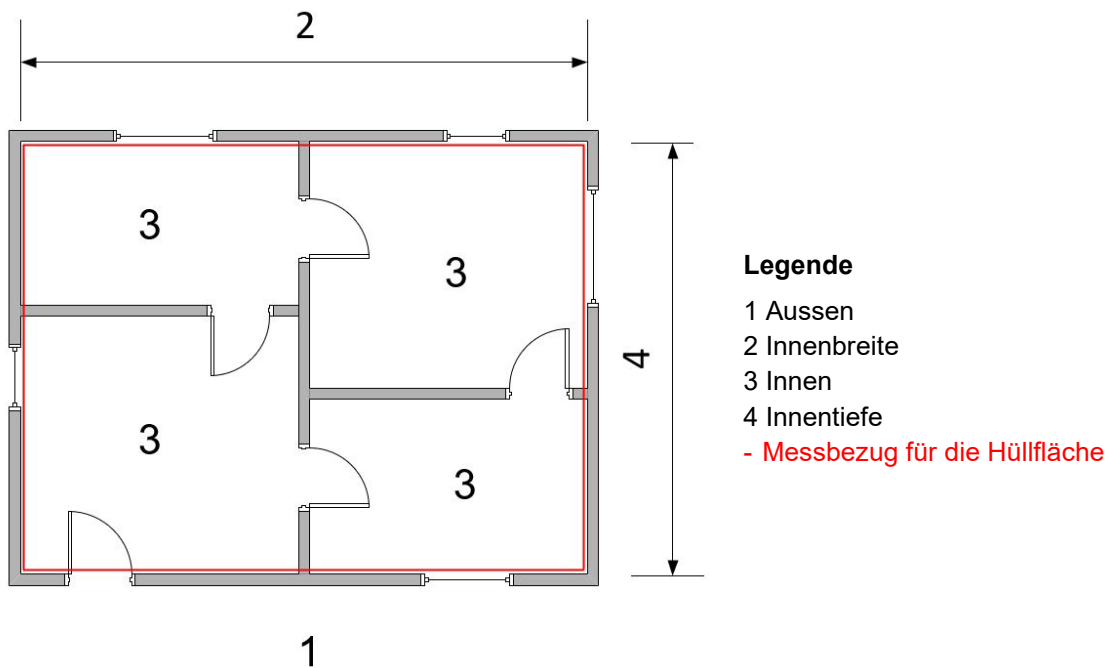 2
3
3
4
3
3
1
Legende
1 Aussen
2 Innenbreite
3 Innen
4 Innentiefe
- Messbezug für die Hüllfläche